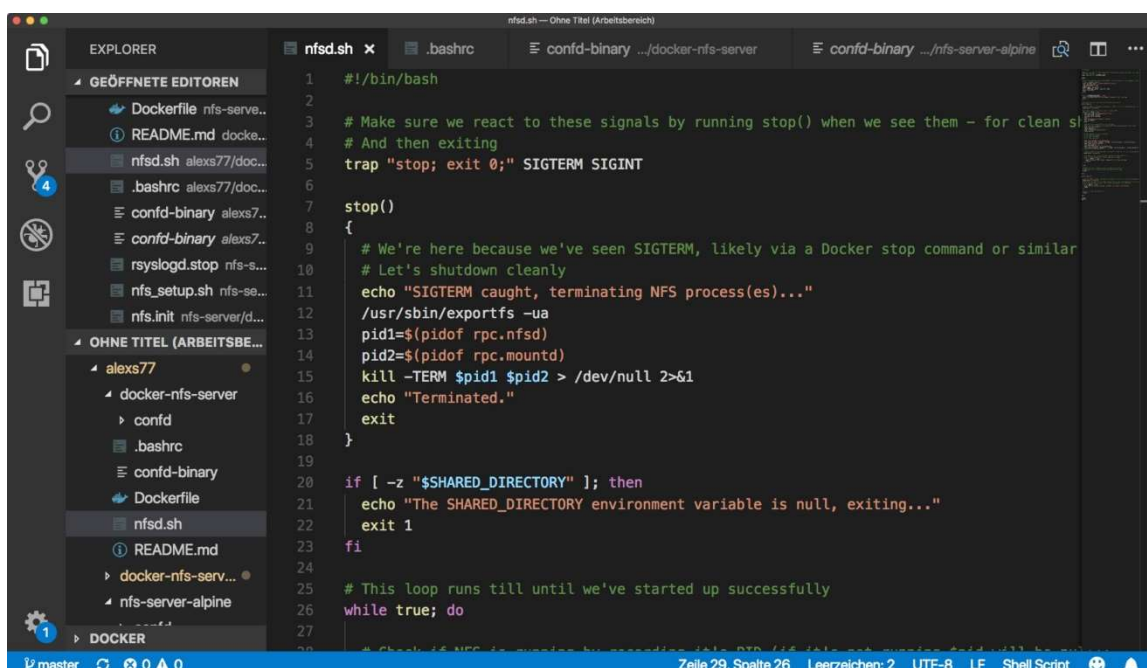 nfsd.sh — Ohne Titel (Arbeitsbereich)
EXPLORER
GEÖFFNETE EDITOREN
Dockerfile nfs-serve...
README.md docke...
nfsd.sh alexs77/doc...
.bashrc alexs77/doc...
confd-binary alexs7...
confd-binary alexs7...
rsyslogd.stop nfs-s...
nfs_setup.sh nfs-se...
nfs.init nfs-server/d...
OHNE TITEL (ARBEITSBE...
alexs77
docker-nfs-server
confd
.bashrc
confd-binary
Dockerfile
nfsd.sh
README.md
docker-nfs-serv...
nfs-server-alpine
DOCKER
4
1
nfsd.sh .bashrc confd-binary .../docker-nfs-server confd-binary .../nfs-server-alpine
1 #!/bin/bash
2
3 # Make sure we react to these signals by running stop() when we see them - for clean s
4 # And then exiting
5 trap "stop; exit 0;" SIGTERM SIGINT
6
7 stop()
8 {
9 # We're here because we've seen SIGTERM, likely via a Docker stop command or similar
10 # Let's shutdown cleanly
11 echo "SIGTERM caught, terminating NFS process(es)..."
12 /usr/sbin/exportfs -ua
13 pid1=$(pidof rpc.nfsd)
14 pid2=$(pidof rpc.mountd)
15 kill -TERM $pid1 $pid2 > /dev/null 2>&1
16 echo "Terminated."
17 exit
18 }
19
20 if [ -z "$SHARED_DIRECTORY" ]; then
21 echo "The SHARED_DIRECTORY environment variable is null, exiting..."
22 exit 1
23 fi
24
25 # This loop runs till until we've started up successfully
26 while true; do
27
master 0 0 Zeile 29, Spalte 26 Leerzeichen: 2 UTF-8 LF Shell Script